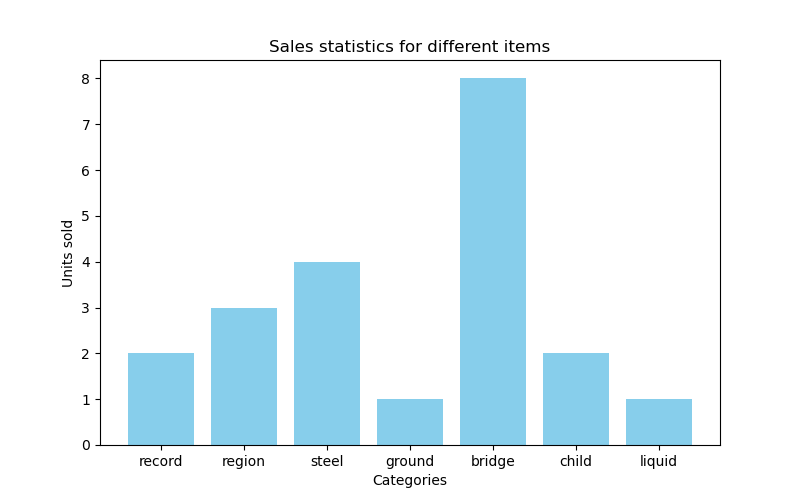 Sales statistics for different items
Units sold
8
7
6
5
4
3
2
1
0
record region steel ground bridge child liquid
Categories